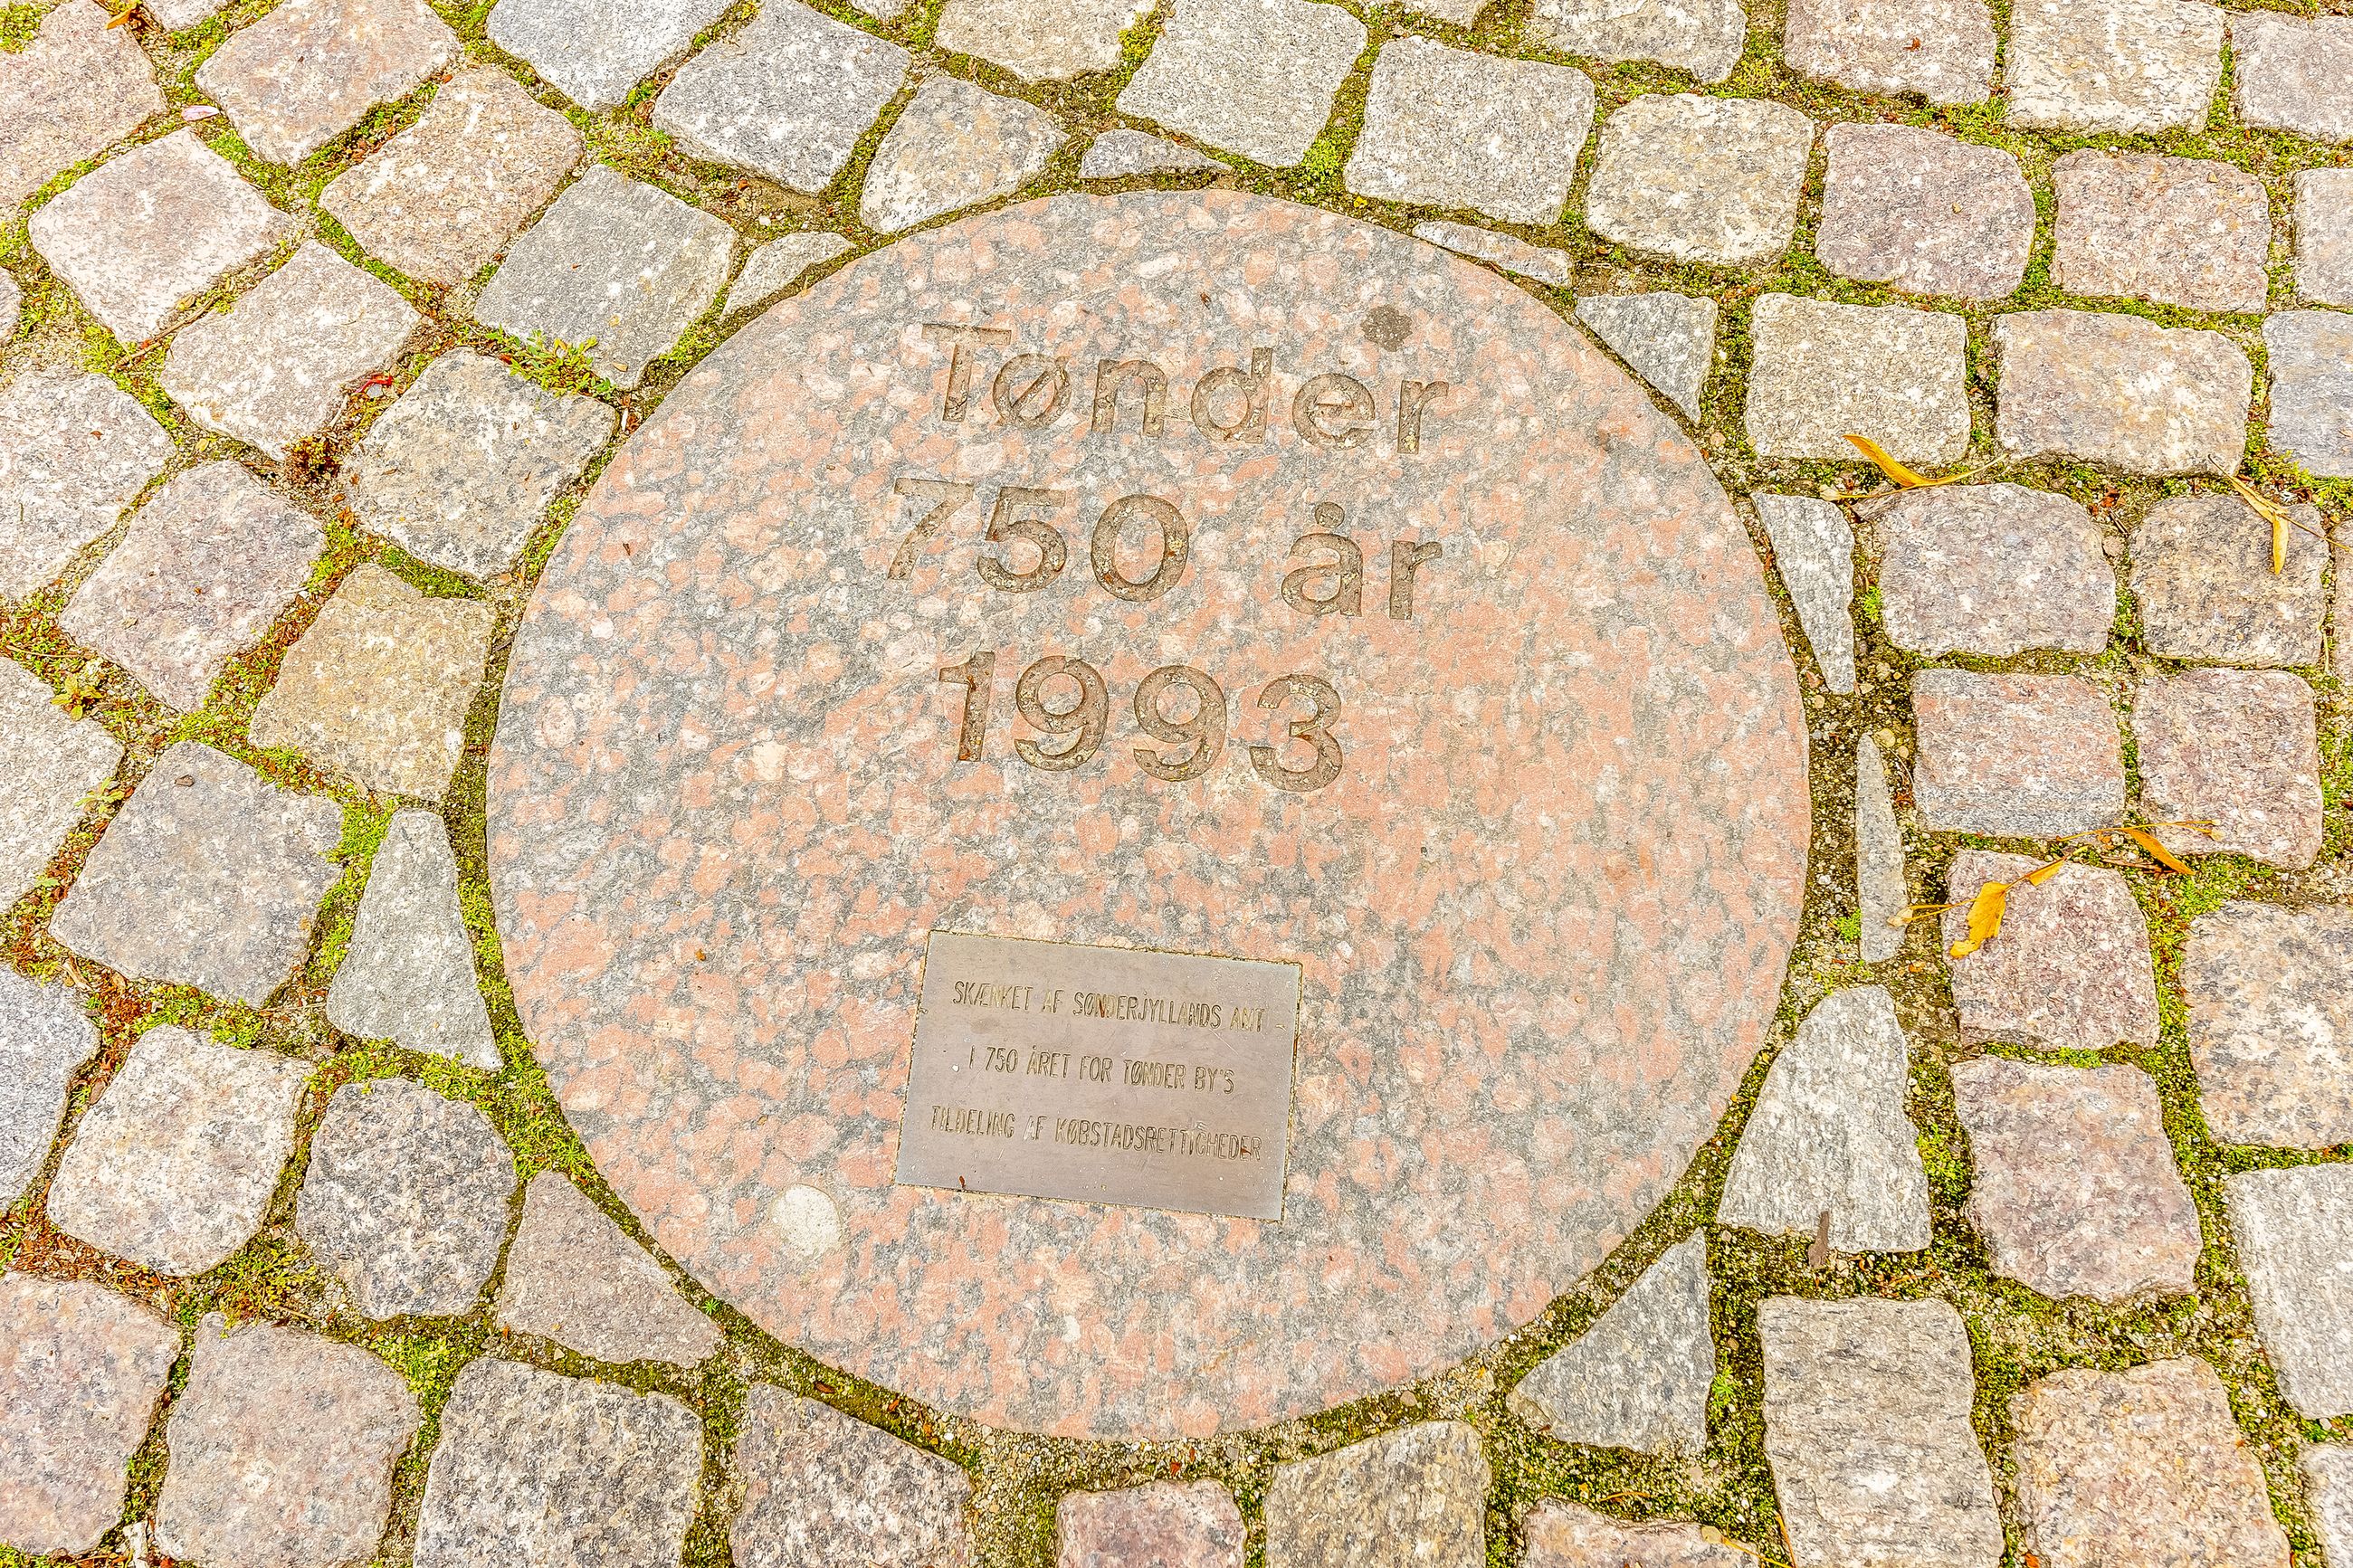 Tønder
750 år
1993
SKÆNKET AF SØNDERJYLLANDS AMT -
I 750 ÅRET FOR TØNDER BY'S
TILDELING AF KØBSTADSRETTIGHEDER